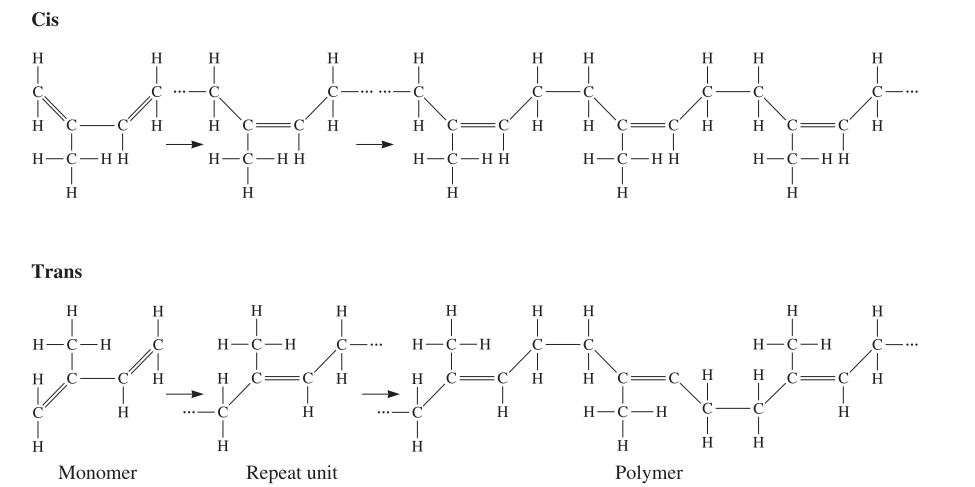 Cis
H H H H H H H H H H
C C ···—C C—··· ···—C C—C C—C C—···
H C—C H H C=C H H C=C H H C=C H H C=C H
H—C—H H H—C—H H H—C—H H H—C—H H H—C—H H
H H H H H
Trans
H H H H H H H H H
H—C—H C H—C—H C—··· H—C—H C—C H—C—H C—···
H C—C H H C=C H H C=C H H C=C H H C=C H
C H ···—C H ···—C H H—C—H C—C H
H H H H H H
Monomer Repeat unit Polymer